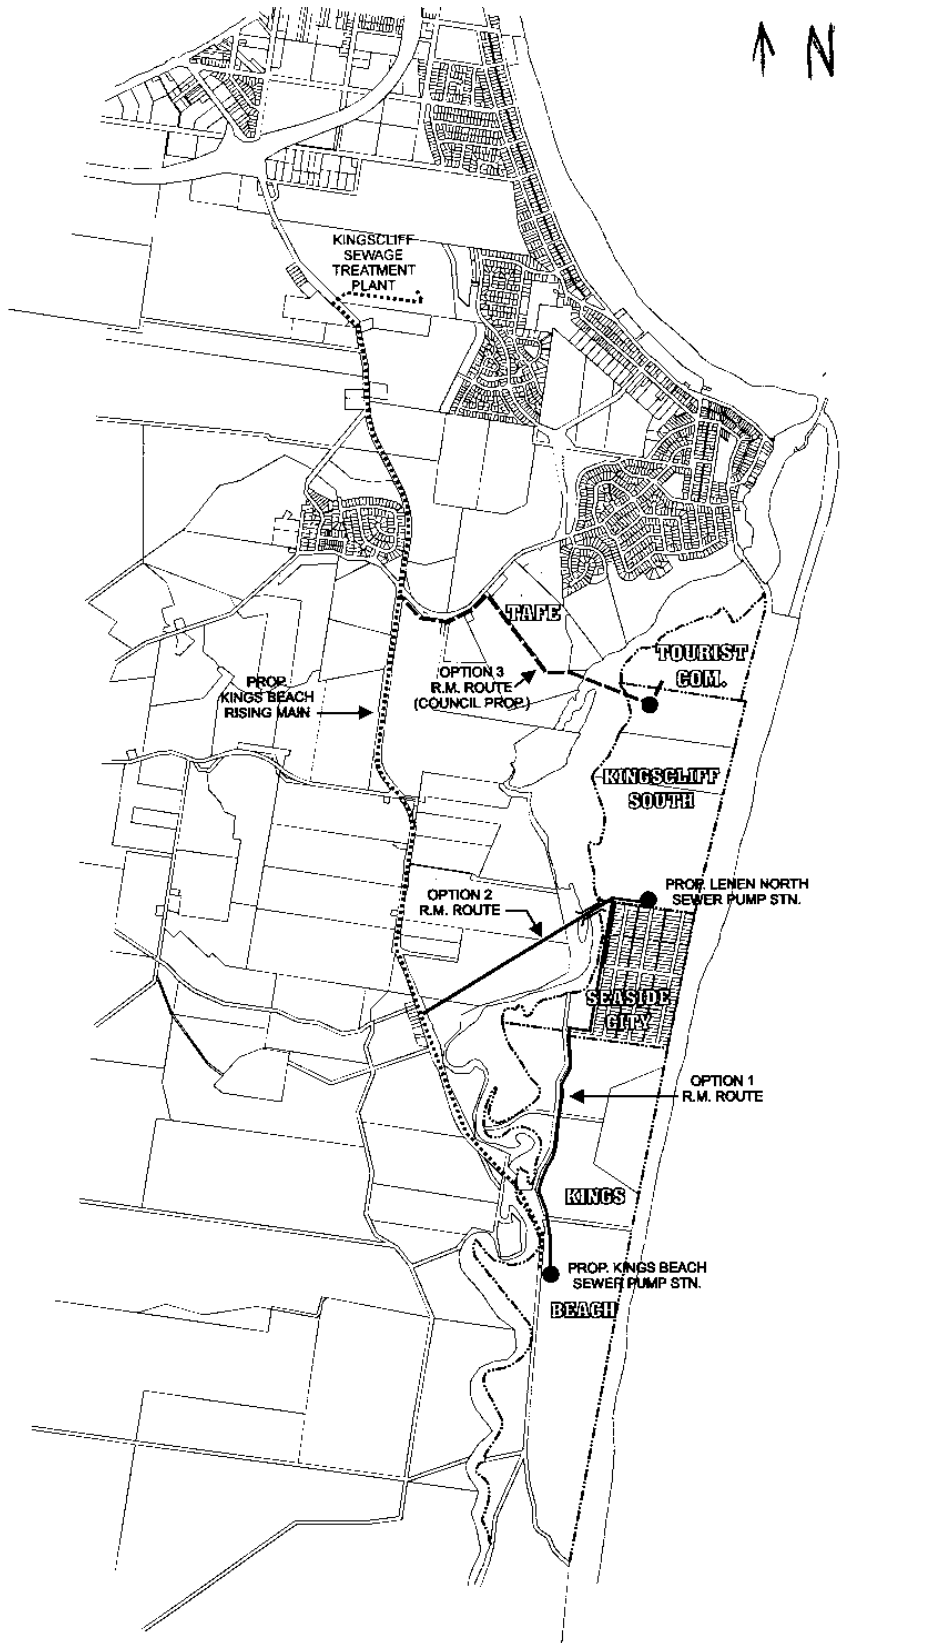 N
KINGSCLIFF
SEWAGE
TREATMENT
PLANT
TAFE
TOURIST
COM.
OPTION 3
R.M. ROUTE
(COUNCIL PROP.)
PROP.
KINGS BEACH
RISING MAIN
KINGSCLIFF
SOUTH
PROP. LENEN NORTH
SEWER PUMP STN.
OPTION 2
R.M. ROUTE
SEASIDE
CITY
OPTION 1
R.M. ROUTE
KINGS
PROP. KINGS BEACH
SEWER PUMP STN.
BEACH